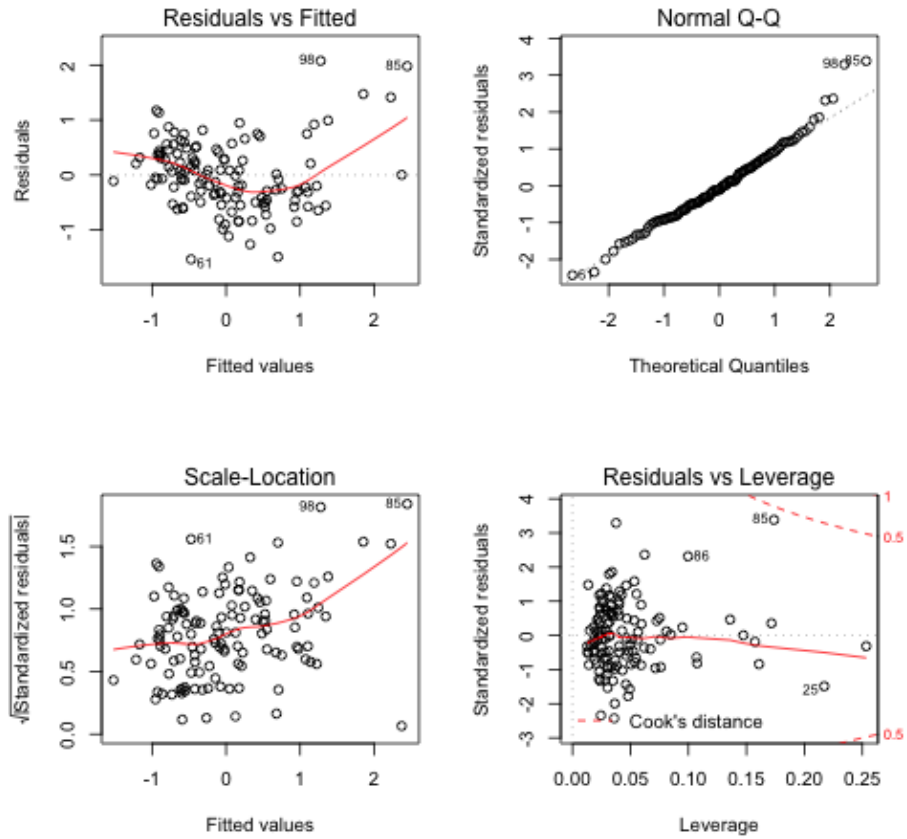 Residuals vs Fitted
Residuals
2
1
0
-1
98
85
61
-1 0 1 2
Fitted values
Normal Q-Q
Standardized residuals
4
3
2
1
0
-1
-2
98 85
61
-2 -1 0 1 2
Theoretical Quantiles
Scale-Location
√|Standardized residuals|
1.5
1.0
0.5
0.0
98
85
61
-1 0 1 2
Fitted values
Residuals vs Leverage
Standardized residuals
4
3
2
1
0
-1
-2
-3
1
0.5
0.5
85
86
25
Cook's distance
0.00 0.05 0.10 0.15 0.20 0.25
Leverage